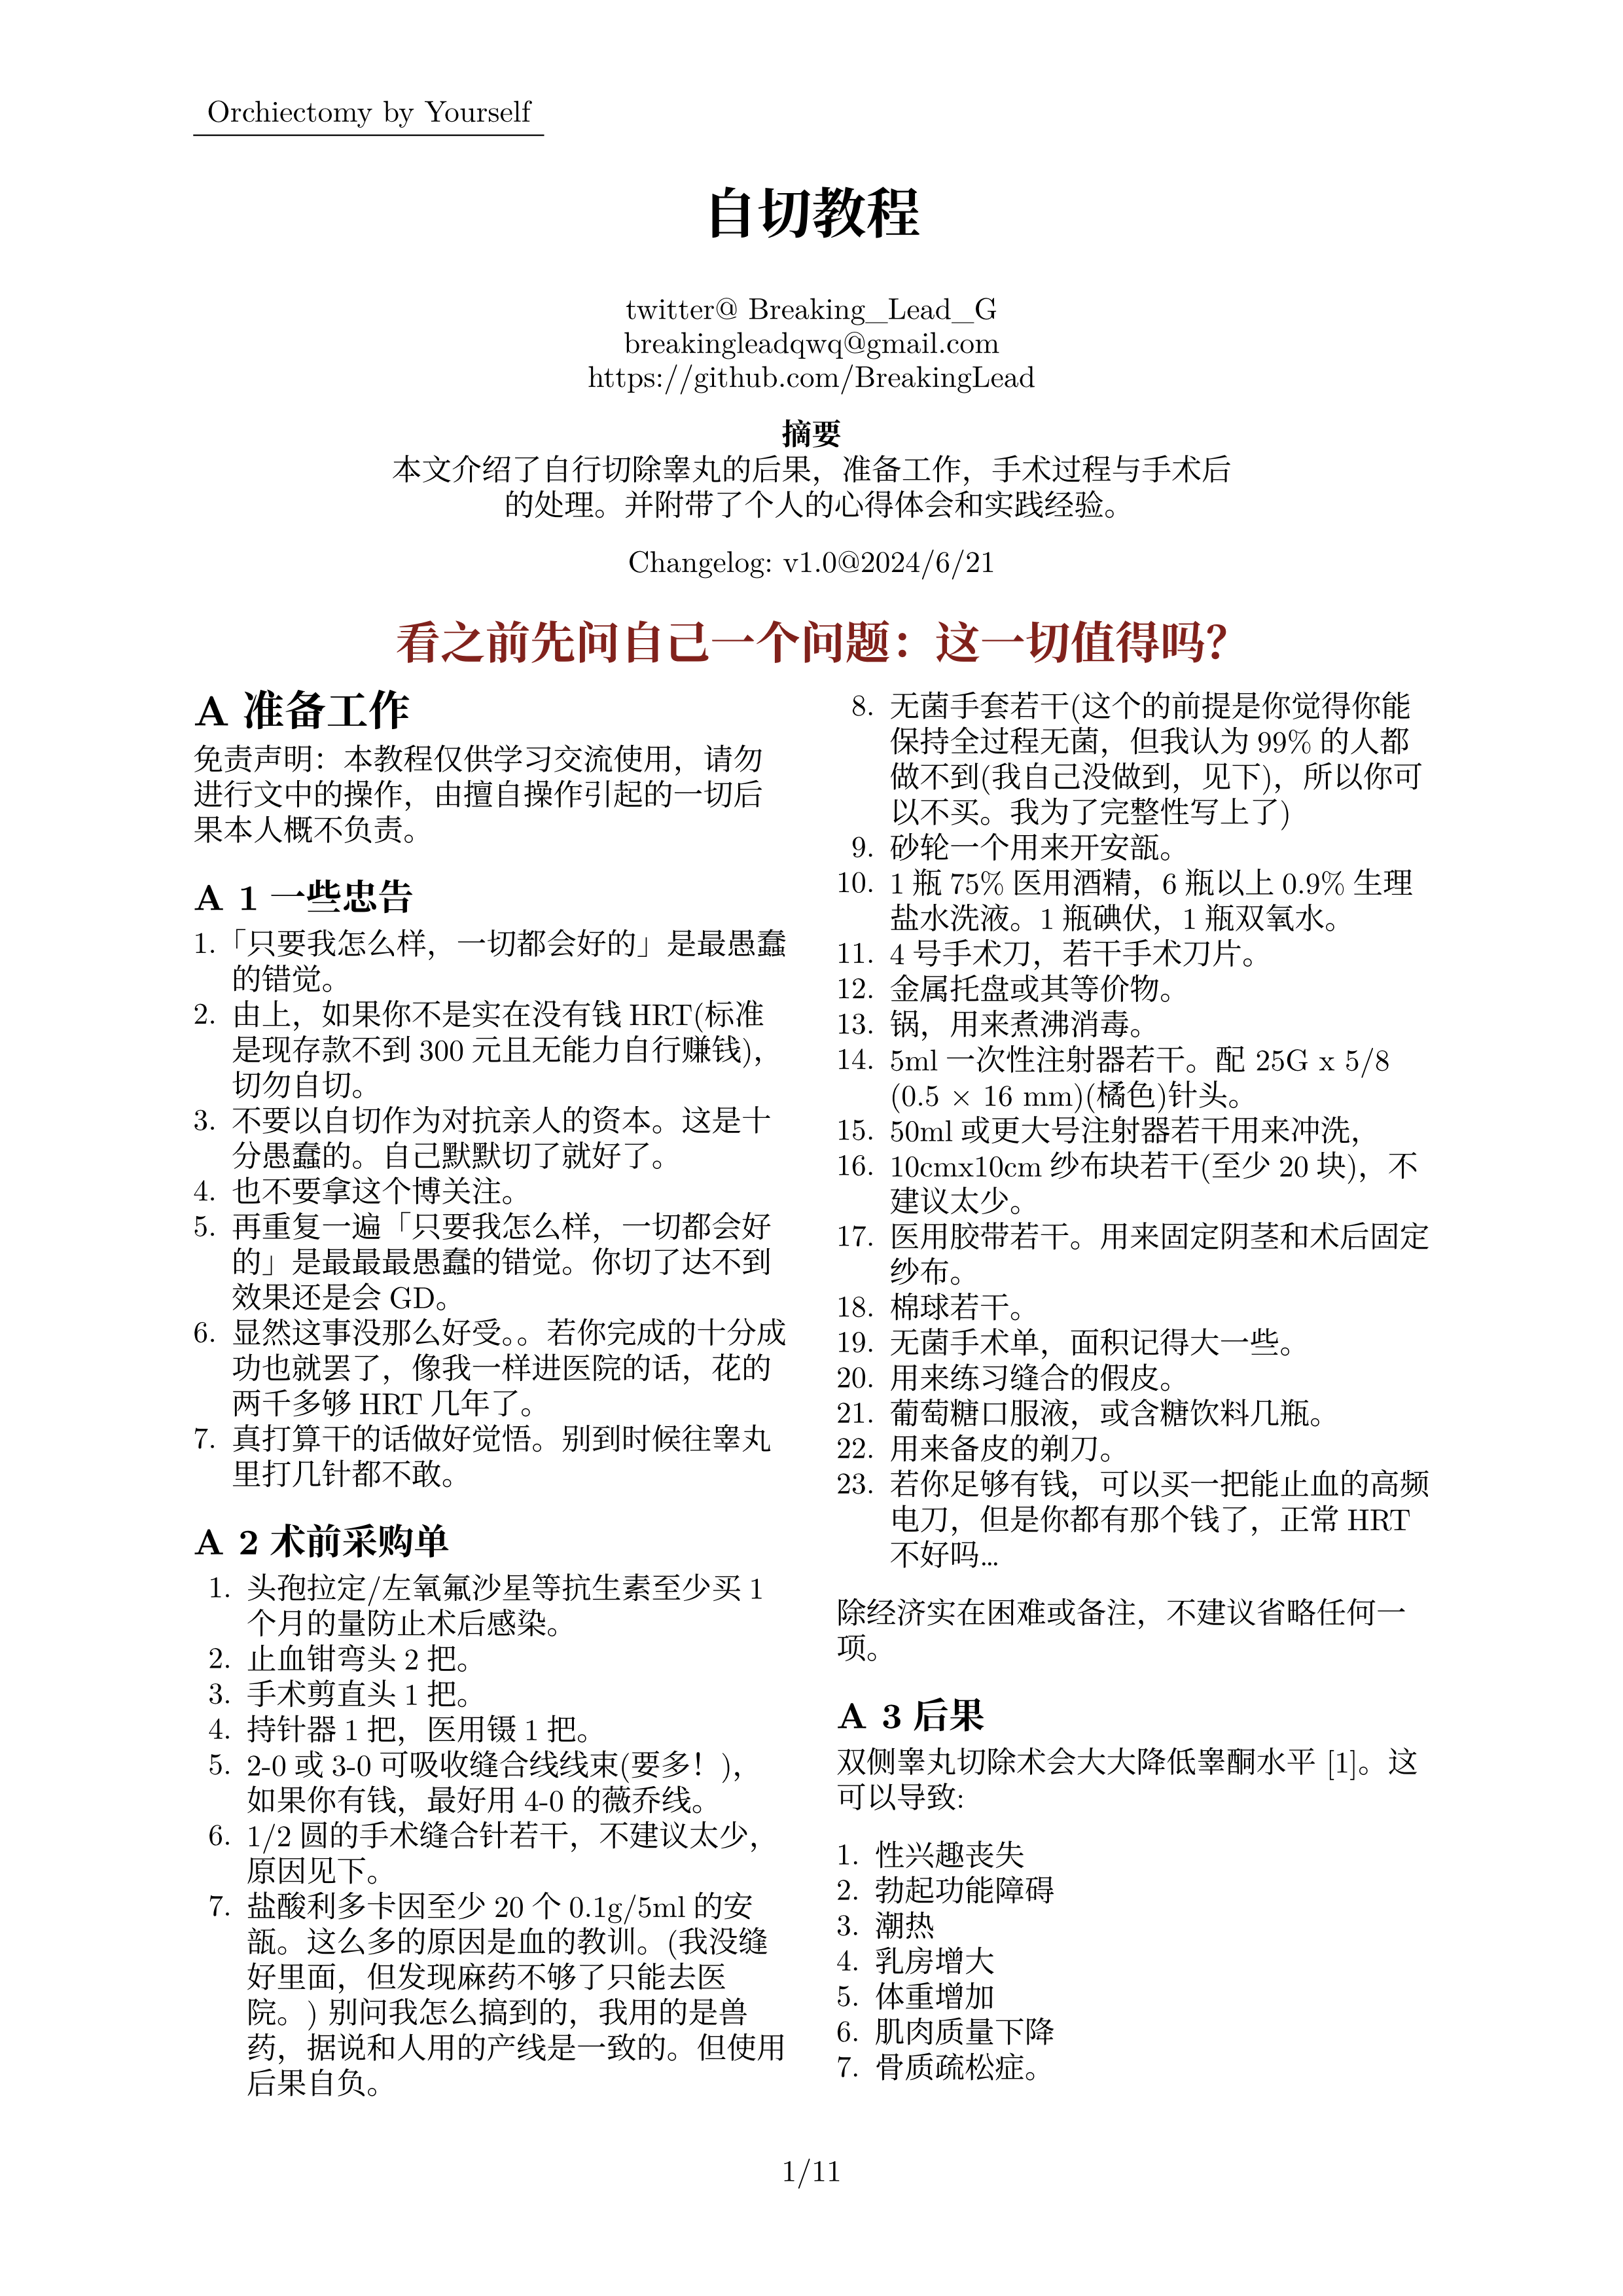 Orchiectomy by Yourself
自切教程
twitter@ Breaking_Lead_G
breakingleadqwq@gmail.com
https://github.com/BreakingLead
摘要
本文介绍了自行切除睾丸的后果，准备工作，手术过程与手术后
的处理。并附带了个人的心得体会和实践经验。
Changelog: v1.0@2024/6/21
看之前先问自己一个问题：这一切值得吗？
A 准备工作
免责声明：本教程仅供学习交流使用，请勿
进行文中的操作，由擅自操作引起的一切后
果本人概不负责。
A 1 一些忠告
1.「只要我怎么样，一切都会好的」是最愚蠢
的错觉。
2. 由上，如果你不是实在没有钱 HRT(标准
是现存款不到 300 元且无能力自行赚钱)，
切勿自切。
3. 不要以自切作为对抗亲人的资本。这是十
分愚蠢的。自己默默切了就好了。
4. 也不要拿这个博关注。
5. 再重复一遍「只要我怎么样，一切都会好
的」是最最最愚蠢的错觉。你切了达不到
效果还是会 GD。
6. 显然这事没那么好受。。若你完成的十分成
功也就罢了，像我一样进医院的话，花的
两千多够 HRT 几年了。
7. 真打算干的话做好觉悟。别到时候往睾丸
里打几针都不敢。
A 2 术前采购单
1. 头孢拉定/左氧氟沙星等抗生素至少买 1
个月的量防止术后感染。
2. 止血钳弯头 2 把。
3. 手术剪直头 1 把。
4. 持针器 1 把，医用镊 1 把。
5. 2-0 或 3-0 可吸收缝合线线束(要多！)，
如果你有钱，最好用 4-0 的薇乔线。
6. 1/2 圆的手术缝合针若干，不建议太少，
原因见下。
7. 盐酸利多卡因至少 20 个 0.1g/5ml 的安
瓿。这么多的原因是血的教训。(我没缝
好里面，但发现麻药不够了只能去医
院。) 别问我怎么搞到的，我用的是兽
药，据说和人用的产线是一致的。但使用
后果自负。
8. 无菌手套若干(这个的前提是你觉得你能
保持全过程无菌，但我认为 99% 的人都
做不到(我自己没做到，见下)，所以你可
以不买。我为了完整性写上了)
9. 砂轮一个用来开安瓿。
10. 1 瓶 75% 医用酒精，6 瓶以上 0.9% 生理
盐水洗液。1 瓶碘伏，1 瓶双氧水。
11. 4 号手术刀，若干手术刀片。
12. 金属托盘或其等价物。
13. 锅，用来煮沸消毒。
14. 5ml 一次性注射器若干。配 25G x 5/8
(0.5 × 16 mm)(橘色)针头。
15. 50ml 或更大号注射器若干用来冲洗，
16. 10cmx10cm 纱布块若干(至少 20 块)，不
建议太少。
17. 医用胶带若干。用来固定阴茎和术后固定
纱布。
18. 棉球若干。
19. 无菌手术单，面积记得大一些。
20. 用来练习缝合的假皮。
21. 葡萄糖口服液，或含糖饮料几瓶。
22. 用来备皮的剃刀。
23. 若你足够有钱，可以买一把能止血的高频
电刀，但是你都有那个钱了，正常 HRT
不好吗...
除经济实在困难或备注，不建议省略任何一
项。
A 3 后果
双侧睾丸切除术会大大降低睾酮水平 [1]。这
可以导致:
1. 性兴趣丧失
2. 勃起功能障碍
3. 潮热
4. 乳房增大
5. 体重增加
6. 肌肉质量下降
7. 骨质疏松症。
1/11